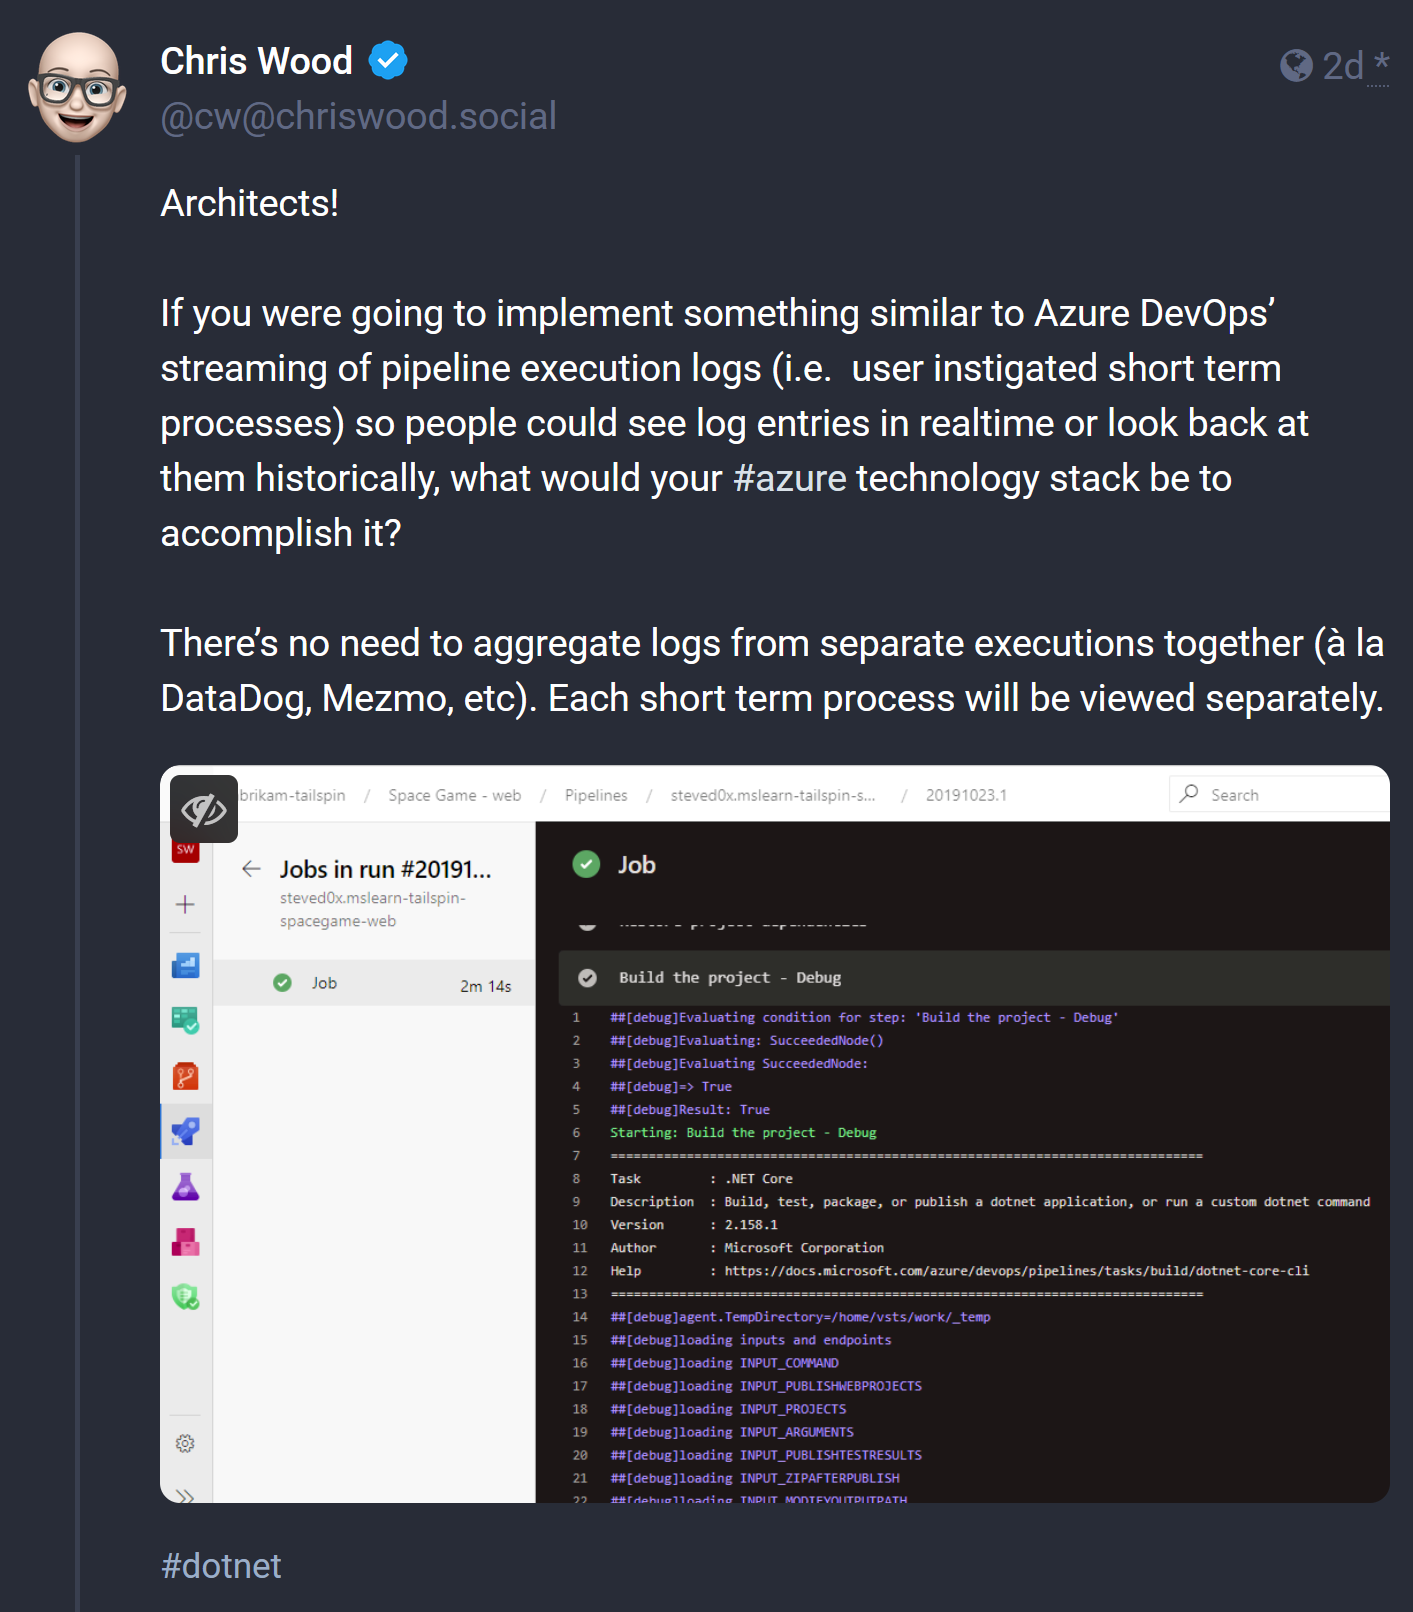 Chris Wood
2d *
@cw@chriswood.social
Architects!
If you were going to implement something similar to Azure DevOps’
streaming of pipeline execution logs (i.e.  user instigated short term
processes) so people could see log entries in realtime or look back at
them historically, what would your #azure technology stack be to
accomplish it?
There’s no need to aggregate logs from separate executions together (à la
DataDog, Mezmo, etc). Each short term process will be viewed separately.
brikam-tailspin / Space Game - web / Pipelines / steved0x.mslearn-tailspin-s... / 20191023.1
Search
SW
Jobs in run #20191...
steved0x.mslearn-tailspin-
spacegame-web
Job 2m 14s
Job
Build the project - Debug
1 ##[debug]Evaluating condition for step: 'Build the project - Debug'
2 ##[debug]Evaluating: SucceededNode()
3 ##[debug]Evaluating SucceededNode:
4 ##[debug]=> True
5 ##[debug]Result: True
6 Starting: Build the project - Debug
7 ==============================================================================
8 Task         : .NET Core
9 Description  : Build, test, package, or publish a dotnet application, or run a custom dotnet command
10 Version      : 2.158.1
11 Author       : Microsoft Corporation
12 Help         : https://docs.microsoft.com/azure/devops/pipelines/tasks/build/dotnet-core-cli
13 ==============================================================================
14 ##[debug]agent.TempDirectory=/home/vsts/work/_temp
15 ##[debug]loading inputs and endpoints
16 ##[debug]loading INPUT_COMMAND
17 ##[debug]loading INPUT_PUBLISHWEBPROJECTS
18 ##[debug]loading INPUT_PROJECTS
19 ##[debug]loading INPUT_ARGUMENTS
20 ##[debug]loading INPUT_PUBLISHTESTRESULTS
21 ##[debug]loading INPUT_ZIPAFTERPUBLISH
22 ##[debug]loading INPUT_MODIFYOUTPUTPATH
#dotnet